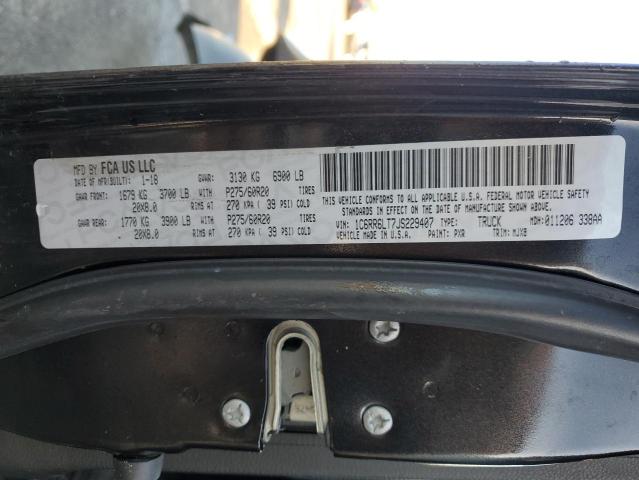 MFD BY FCA US LLC
DATE OF MFR/BUILT: 1-18 GVWR: 3130 KG 6900 LB
GAWR FRONT: 1679 KG 3700 LB WITH P275/60R20 TIRES
20X8.0 RIMS AT 270 KPA ( 39 PSI) COLD
GAWR REAR: 1770 KG 3900 LB WITH P275/60R20 TIRES
20X8.0 RIMS AT 270 KPA ( 39 PSI) COLD
THIS VEHICLE CONFORMS TO ALL APPLICABLE U.S.A. FEDERAL MOTOR VEHICLE SAFETY
STANDARDS IN EFFECT ON THE DATE OF MANUFACTURE SHOWN ABOVE.
VIN: 1C6RR6LT7JS229407 TYPE: TRUCK MDH: 011206 338AA
VEHICLE MADE IN U.S.A. PAINT: PXR TRIM: MJX8